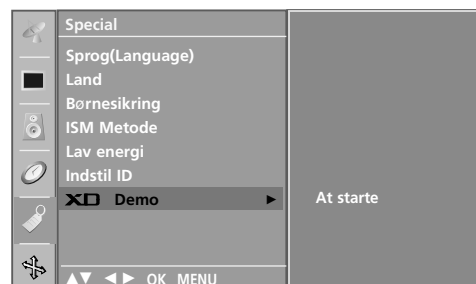 Special
Sprog(Language)
Land
Børnesikring
ISM Metode
Lav energi
Indstil ID
XD Demo ► At starte
▲▼ ◄► OK MENU